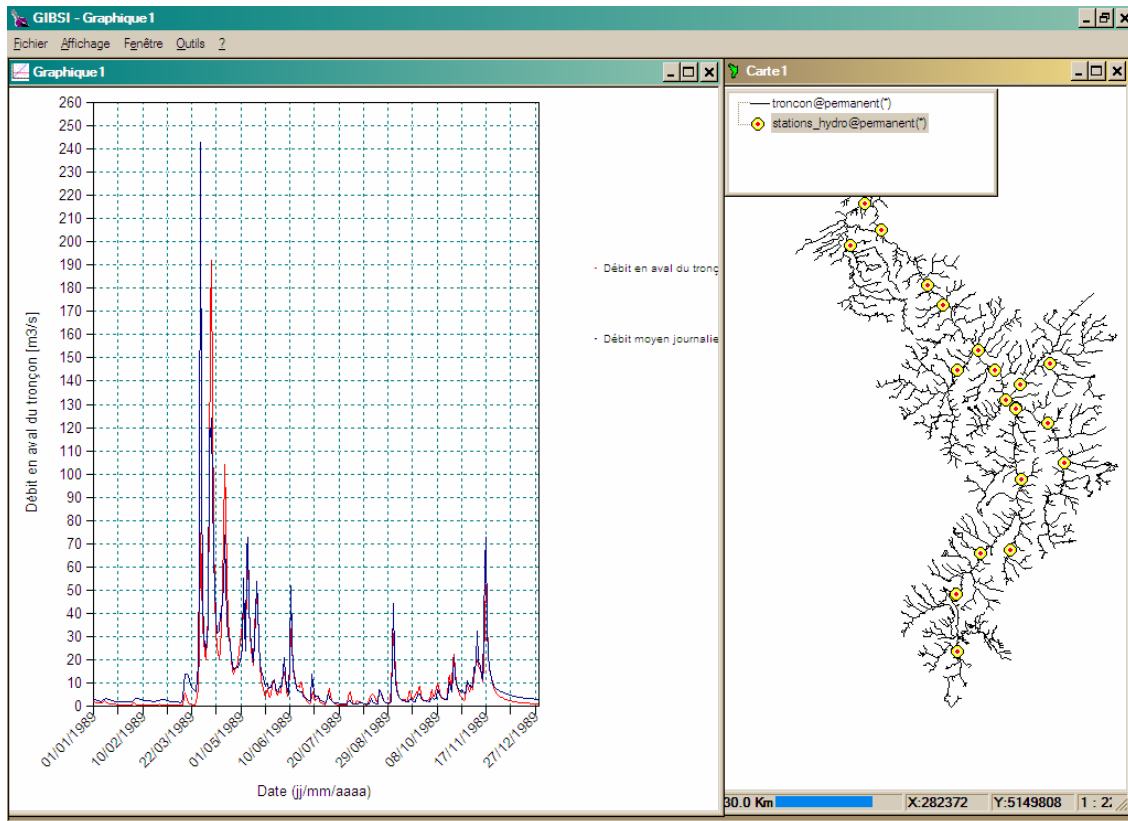 GIBSI - Graphique1
Fichier Affichage Fenêtre Outils ?
Graphique1
260
250
240
230
220
210
200
190
180
170
160
150
140
130
120
110
100
90
80
70
60
50
40
30
20
10
0
Débit en aval du tronçon [m3/s]
01/01/1989
10/02/1989
22/03/1989
01/05/1989
10/06/1989
20/07/1989
29/08/1989
08/10/1989
17/11/1989
27/12/1989
Date (jj/mm/aaaa)
Débit en aval du tronç
Débit moyen journalie
Carte1
troncon@permanent(*)
stations_hydro@permanent(*)
30.0 Km
X:282372
Y:5149808
1 : 2